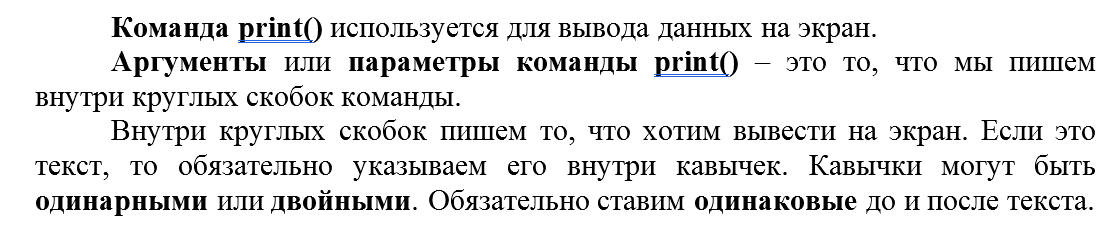 Команда print() используется для вывода данных на экран.
Аргументы или параметры команды print() – это то, что мы пишем
внутри круглых скобок команды.
Внутри круглых скобок пишем то, что хотим вывести на экран. Если это
текст, то обязательно указываем его внутри кавычек. Кавычки могут быть
одинарными или двойными. Обязательно ставим одинаковые до и после текста.